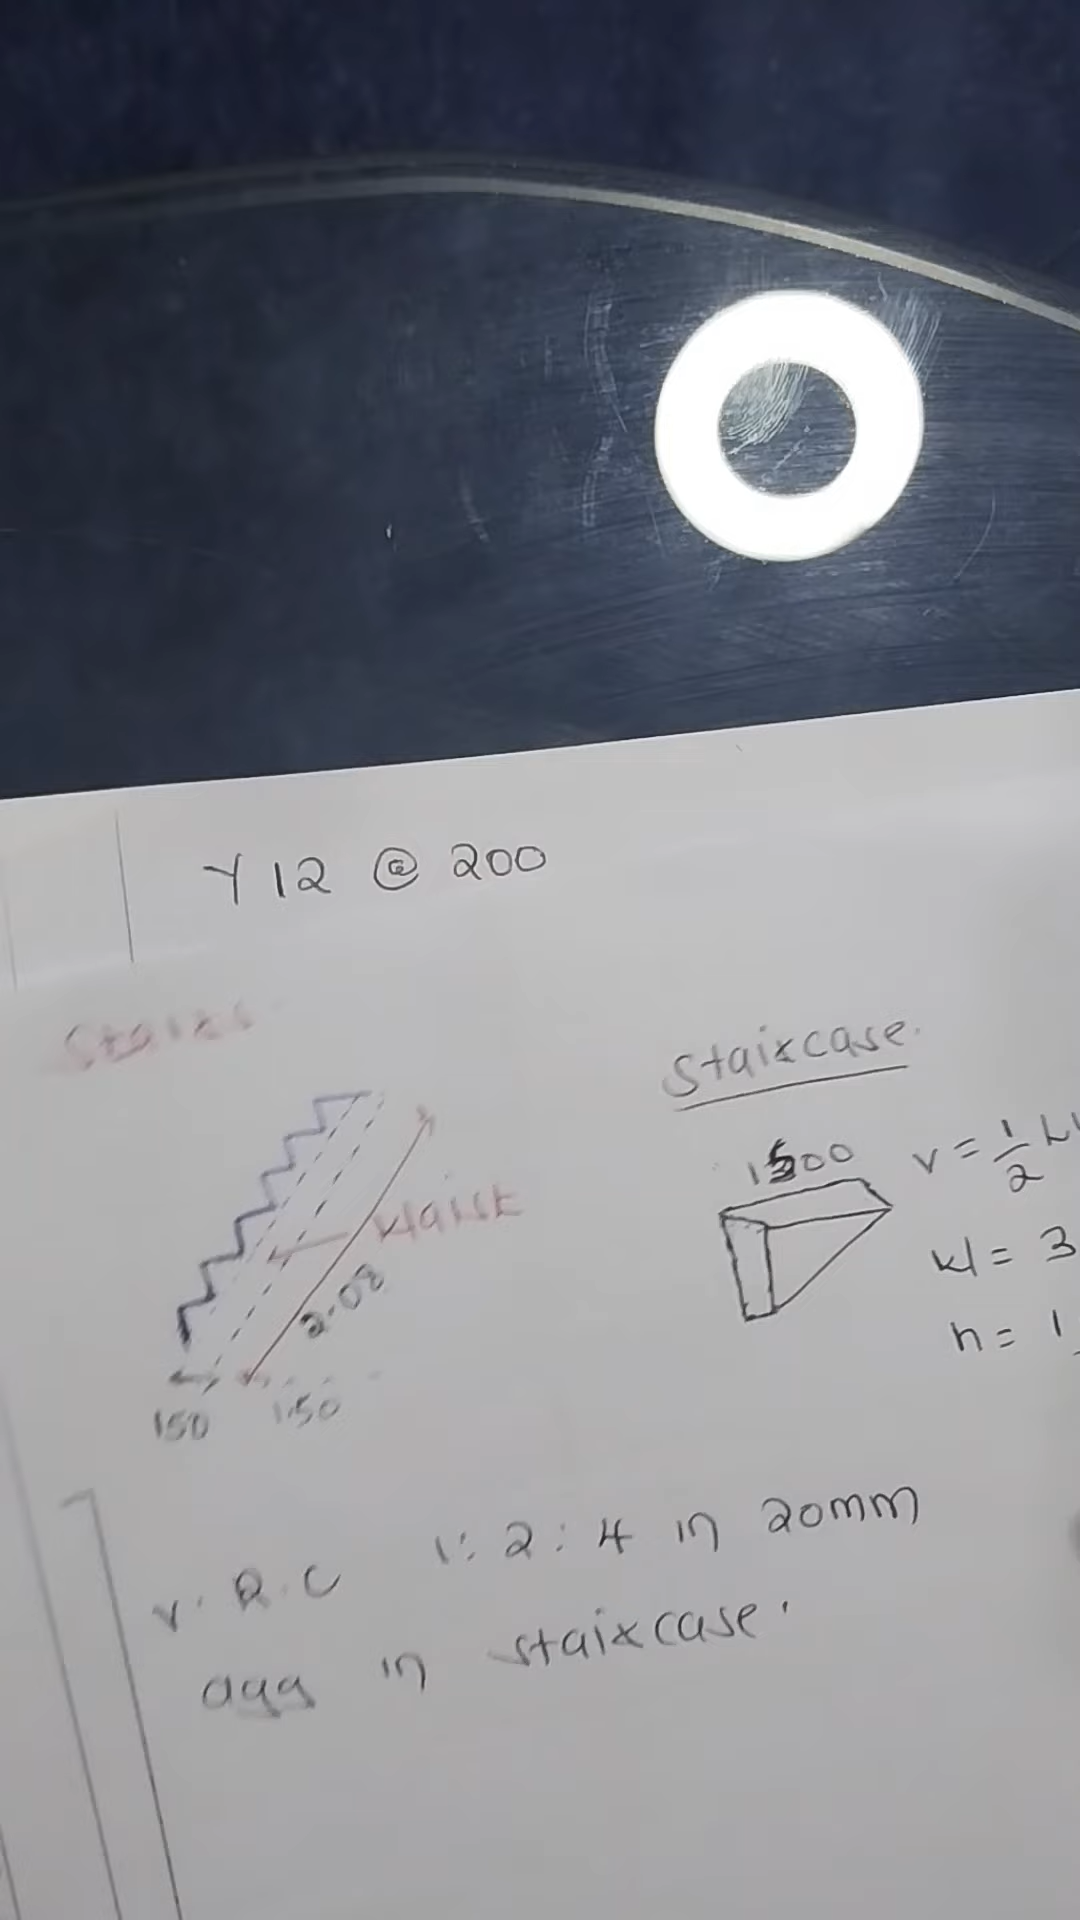 Y12 @ 200
Stairs
Staircase.
1500
V = 1/2 L
W = 3
h = 1
Waist
2.08
150 150
V.R.C 1:2:4 in 20mm
agg in staircase.